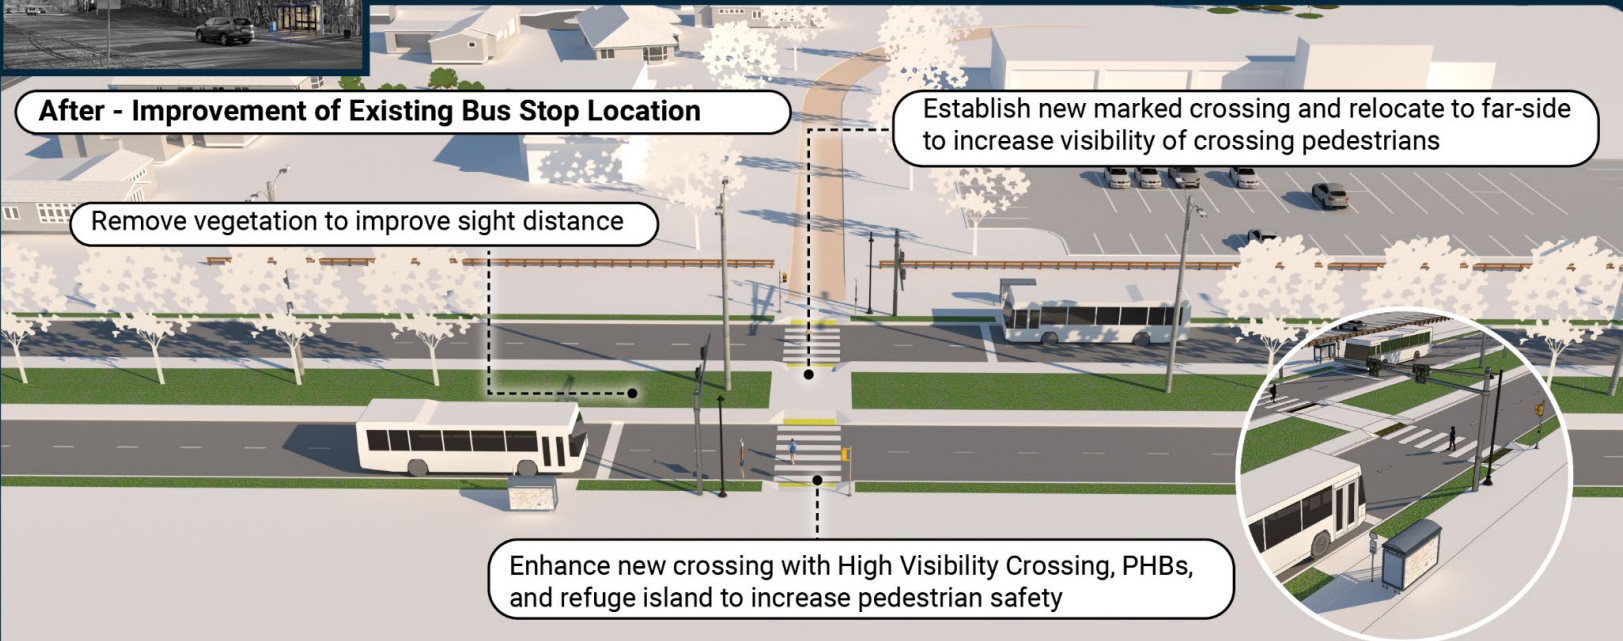 After - Improvement of Existing Bus Stop Location
Establish new marked crossing and relocate to far-side
to increase visibility of crossing pedestrians
Remove vegetation to improve sight distance
Enhance new crossing with High Visibility Crossing, PHBs,
and refuge island to increase pedestrian safety